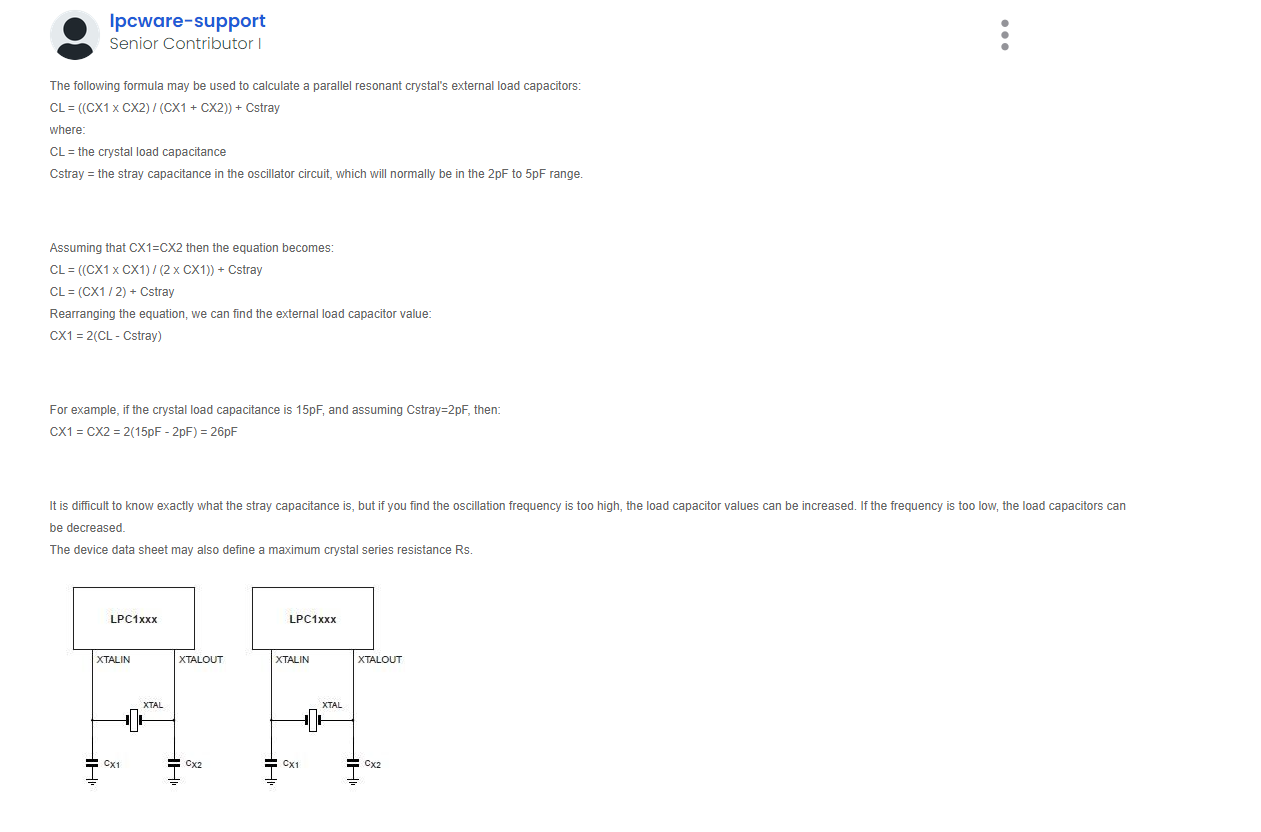 lpcware-support
Senior Contributor I
The following formula may be used to calculate a parallel resonant crystal's external load capacitors:
CL = ((CX1 x CX2) / (CX1 + CX2)) + Cstray
where:
CL = the crystal load capacitance
Cstray = the stray capacitance in the oscillator circuit, which will normally be in the 2pF to 5pF range.
Assuming that CX1=CX2 then the equation becomes:
CL = ((CX1 x CX1) / (2 x CX1)) + Cstray
CL = (CX1 / 2) + Cstray
Rearranging the equation, we can find the external load capacitor value:
CX1 = 2(CL - Cstray)
For example, if the crystal load capacitance is 15pF, and assuming Cstray=2pF, then:
CX1 = CX2 = 2(15pF - 2pF) = 26pF
It is difficult to know exactly what the stray capacitance is, but if you find the oscillation frequency is too high, the load capacitor values can be increased. If the frequency is too low, the load capacitors can
be decreased.
The device data sheet may also define a maximum crystal series resistance Rs.
LPC1xxx LPC1xxx
XTALIN XTALOUT XTALIN XTALOUT
XTAL XTAL
CX1 CX2 CX1 CX2